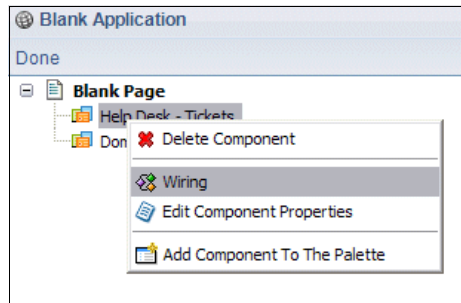 Blank Application
Done
Blank Page
Help Desk - Tickets
Dom
Delete Component
Wiring
Edit Component Properties
Add Component To The Palette